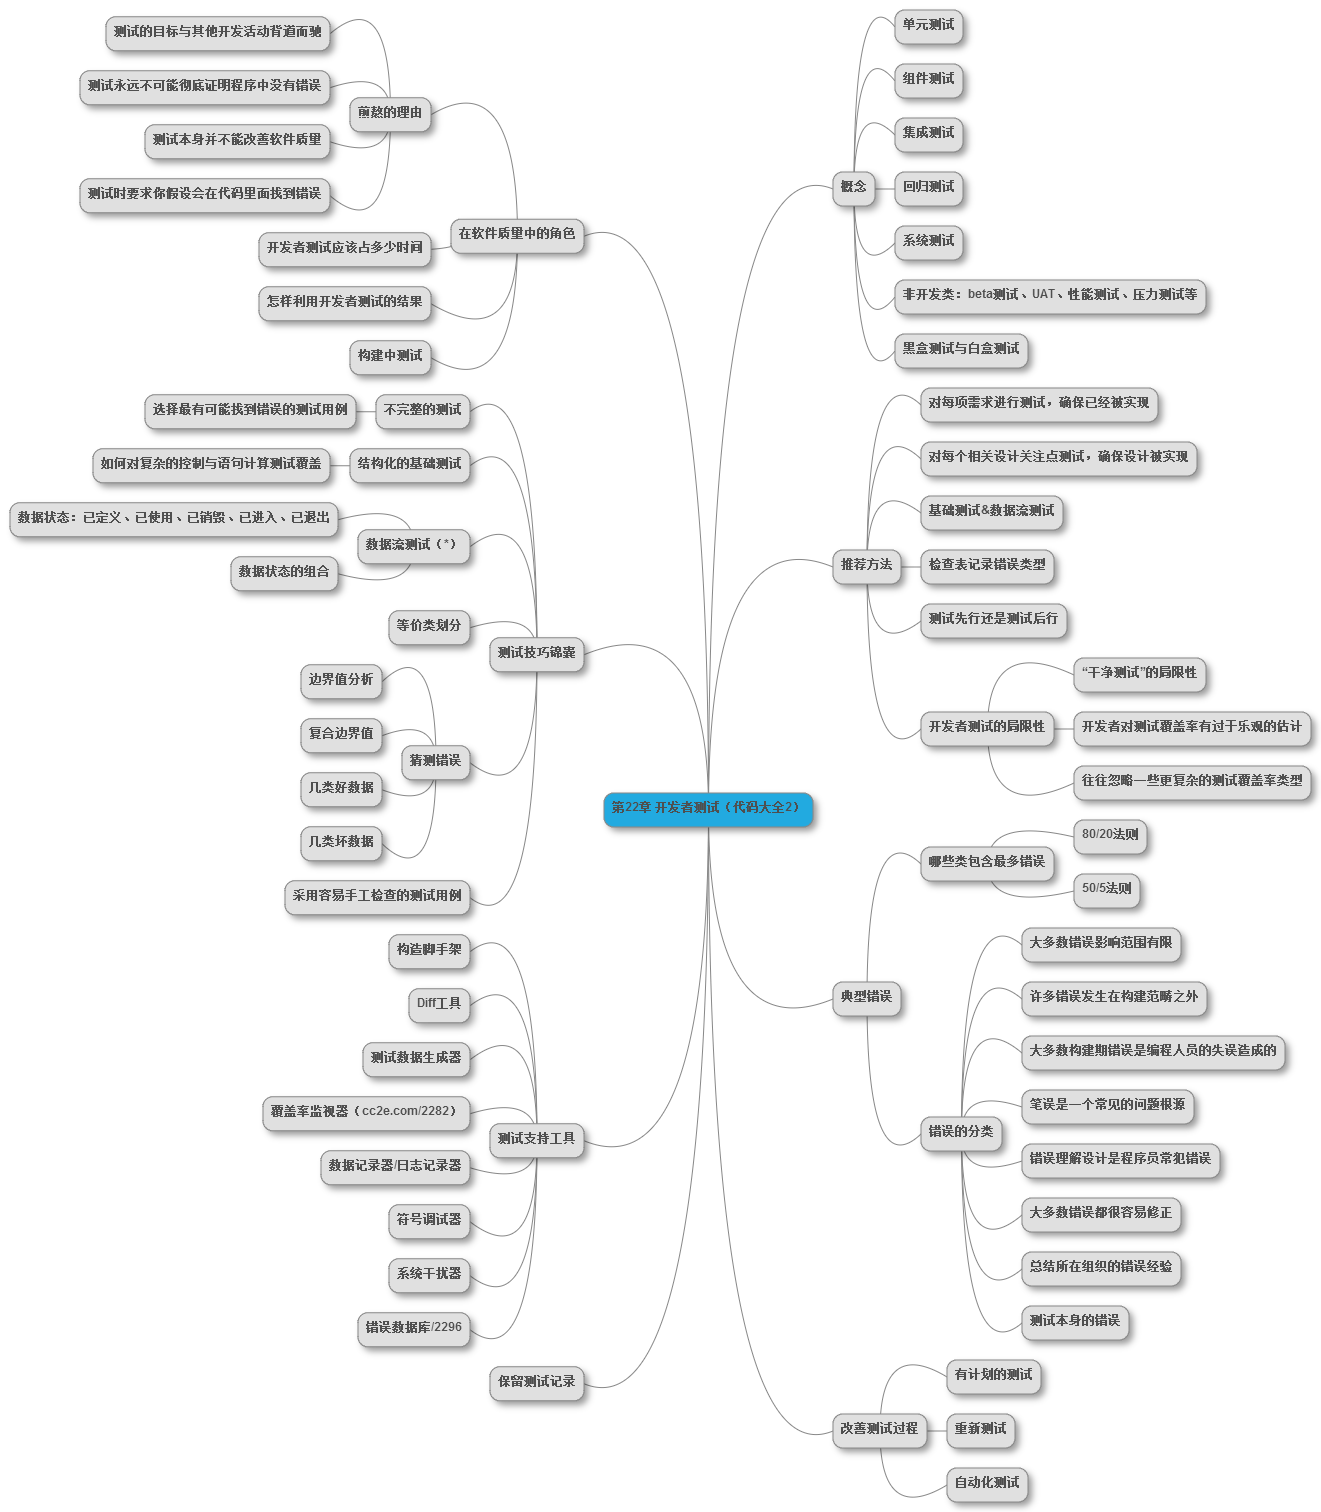 第22章 开发者测试（代码大全2）
概念
单元测试
组件测试
集成测试
回归测试
系统测试
非开发类：beta测试、UAT、性能测试、压力测试等
黑盒测试与白盒测试
推荐方法
对每项需求进行测试，确保已经被实现
对每个相关设计关注点测试，确保设计被实现
基础测试&数据流测试
检查表记录错误类型
测试先行还是测试后行
开发者测试的局限性
“干净测试”的局限性
开发者对测试覆盖率有过于乐观的估计
往往忽略一些更复杂的测试覆盖率类型
典型错误
哪些类包含最多错误
80/20法则
50/5法则
错误的分类
大多数错误影响范围有限
许多错误发生在构建范畴之外
大多数构建期错误是编程人员的失误造成的
笔误是一个常见的问题根源
错误理解设计是程序员常犯错误
大多数错误都很容易修正
总结所在组织的错误经验
测试本身的错误
改善测试过程
有计划的测试
重新测试
自动化测试
在软件质量中的角色
煎熬的理由
测试的目标与其他开发活动背道而驰
测试永远不可能彻底证明程序中没有错误
测试本身并不能改善软件质量
测试时要求你假设会在代码里面找到错误
开发者测试应该占多少时间
怎样利用开发者测试的结果
构建中测试
测试技巧锦囊
不完整的测试
选择最有可能找到错误的测试用例
结构化的基础测试
如何对复杂的控制与语句计算测试覆盖
数据流测试（*）
数据状态：已定义、已使用、已销毁、已进入、已退出
数据状态的组合
等价类划分
猜测错误
边界值分析
复合边界值
几类好数据
几类坏数据
采用容易手工检查的测试用例
测试支持工具
构造脚手架
Diff工具
测试数据生成器
覆盖率监视器（cc2e.com/2282）
数据记录器/日志记录器
符号调试器
系统干扰器
错误数据库/2296
保留测试记录